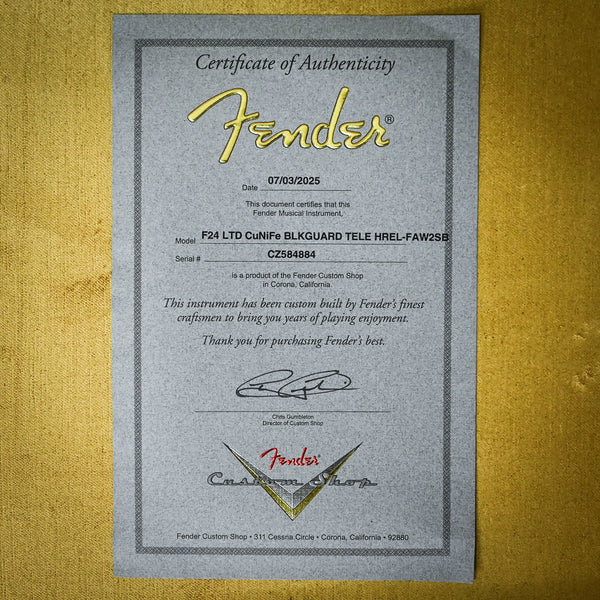 Certificate of Authenticity
Fender®
Date 07/03/2025
This document certifies that this
Fender Musical Instrument,
Model F24 LTD CuNiFe BLKGUARD TELE HREL-FAW2SB
Serial # CZ584884
is a product of the Fender Custom Shop
in Corona, California.
This instrument has been custom built by Fender's finest
craftsmen to bring you years of playing enjoyment.
Thank you for purchasing Fender's best.
Chris Gumbleton
Director of Custom Shop
Fender®
Custom Shop
Fender Custom Shop • 311 Cessna Circle • Corona, California • 92880